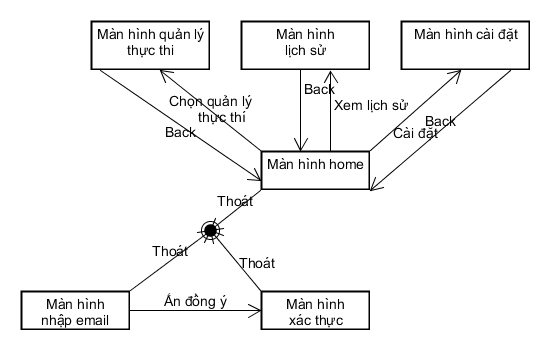 Màn hình quản lý
thực thi
Màn hình
lịch sử
Màn hình cài đặt
Chọn quản lý
thực thí
Back
Back
Xem lịch sử
Back
Cài đặt
Màn hình home
Thoát
Thoát
Thoát
Màn hình
nhập email
Ấn đồng ý
Màn hình
xác thực